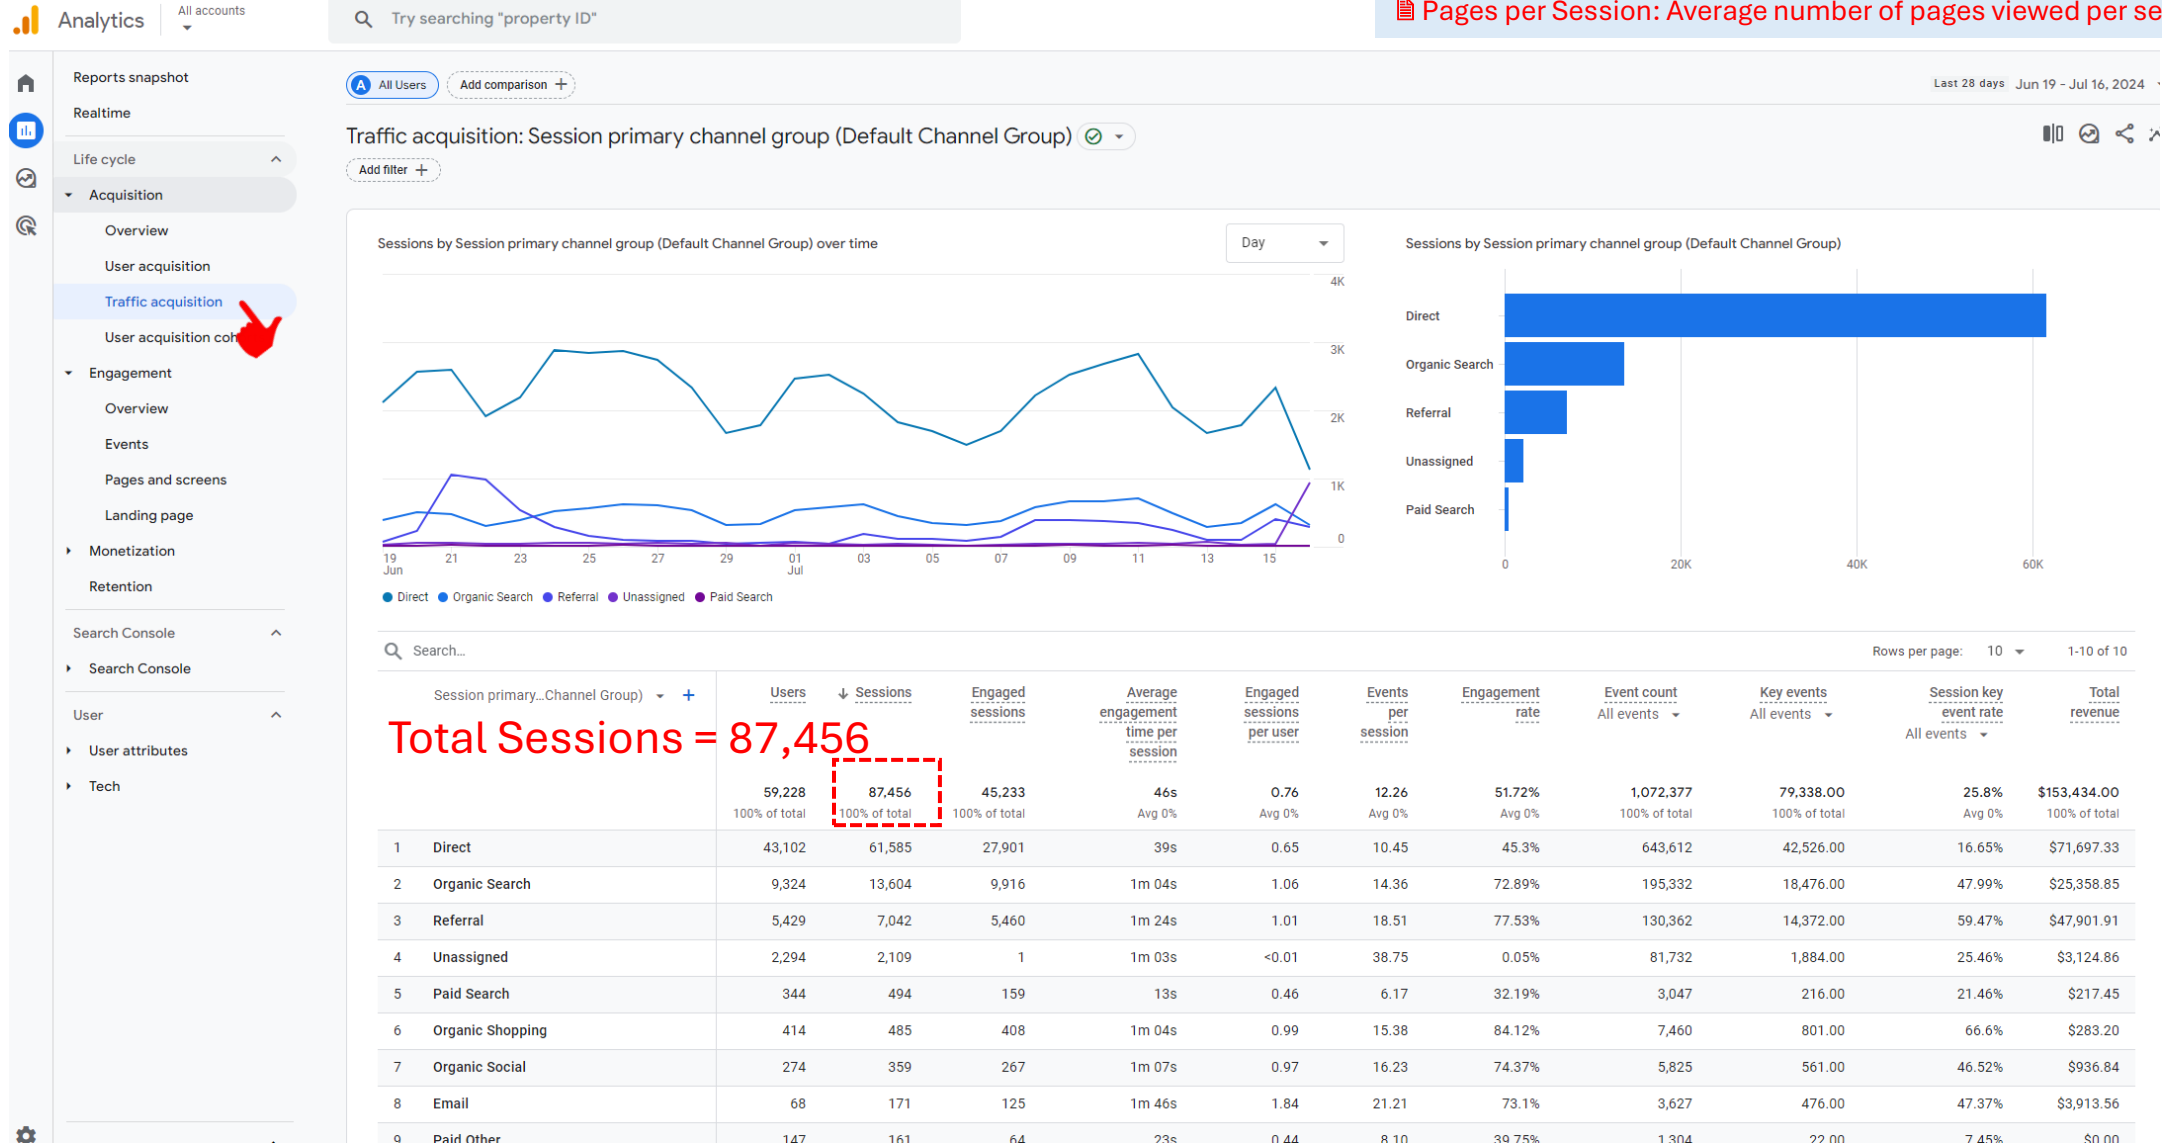 Analytics
All accounts
Try searching "property ID"
Pages per Session: Average number of pages viewed per se
Reports snapshot
Realtime
Life cycle
Acquisition
Overview
User acquisition
Traffic acquisition
User acquisition coh
Engagement
Overview
Events
Pages and screens
Landing page
Monetization
Retention
Search Console
Search Console
User
User attributes
Tech
A All Users
Add comparison +
Last 28 days Jun 19 - Jul 16, 2024
Traffic acquisition: Session primary channel group (Default Channel Group)
Add filter +
Sessions by Session primary channel group (Default Channel Group) over time
Day
4K
3K
2K
1K
0
19 21 23 25 27 29 01 03 05 07 09 11 13 15
Jun Jul
Direct Organic Search Referral Unassigned Paid Search
Sessions by Session primary channel group (Default Channel Group)
Direct
Organic Search
Referral
Unassigned
Paid Search
0 20K 40K 60K
Search...
Rows per page: 10 1-10 of 10
Session primary...Channel Group) + Users Sessions Engaged sessions Average engagement time per session Engaged sessions per user Events per session Engagement rate Event count All events Key events All events Session key event rate All events Total revenue
Total Sessions = 87,456
59,228 87,456 45,233 46s 0.76 12.26 51.72% 1,072,377 79,338.00 25.8% $153,434.00
100% of total 100% of total 100% of total Avg 0% Avg 0% Avg 0% Avg 0% 100% of total 100% of total Avg 0% 100% of total
1 Direct 43,102 61,585 27,901 39s 0.65 10.45 45.3% 643,612 42,526.00 16.65% $71,697.33
2 Organic Search 9,324 13,604 9,916 1m 04s 1.06 14.36 72.89% 195,332 18,476.00 47.99% $25,358.85
3 Referral 5,429 7,042 5,460 1m 24s 1.01 18.51 77.53% 130,362 14,372.00 59.47% $47,901.91
4 Unassigned 2,294 2,109 1 1m 03s <0.01 38.75 0.05% 81,732 1,884.00 25.46% $3,124.86
5 Paid Search 344 494 159 13s 0.46 6.17 32.19% 3,047 216.00 21.46% $217.45
6 Organic Shopping 414 485 408 1m 04s 0.99 15.38 84.12% 7,460 801.00 66.6% $283.20
7 Organic Social 274 359 267 1m 07s 0.97 16.23 74.37% 5,825 561.00 46.52% $936.84
8 Email 68 171 125 1m 46s 1.84 21.21 73.1% 3,627 476.00 47.37% $3,913.56
9 Paid Other 147 161 64 23s 0.44 8.10 39.75% 1,304 22.00 7.45% $0.00